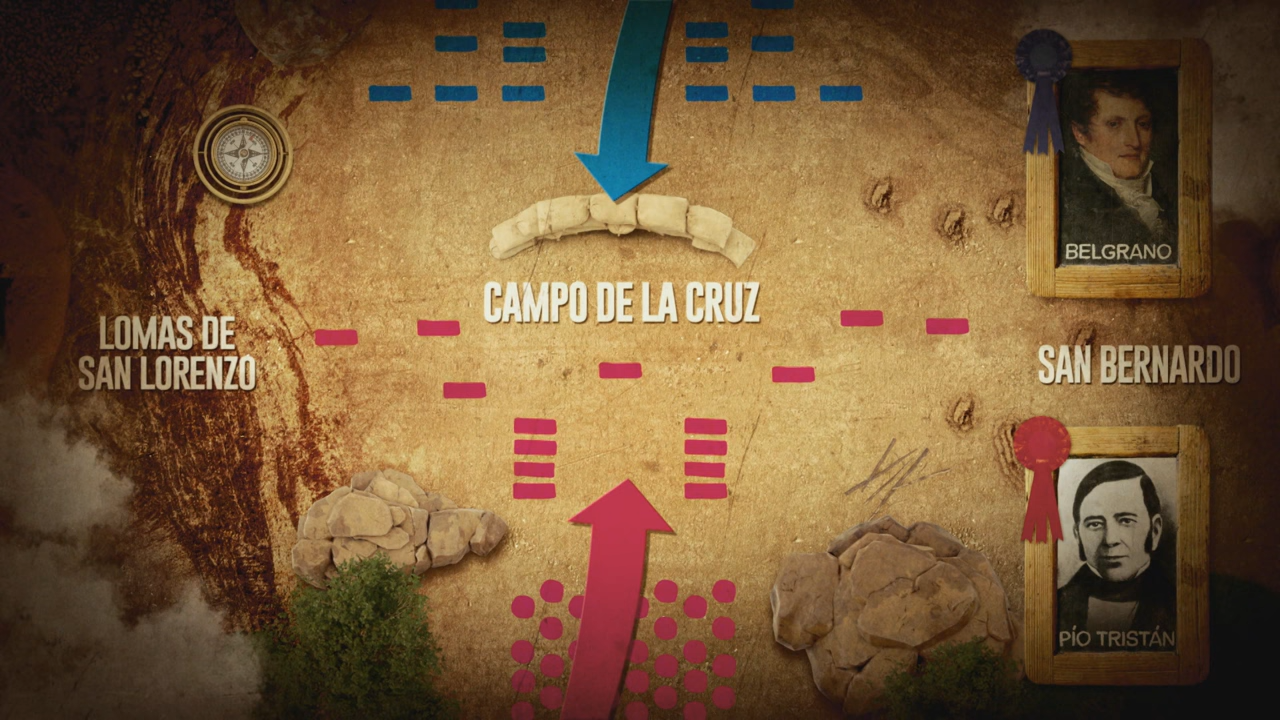 BELGRANO
CAMPO DE LA CRUZ
LOMAS DE
SAN LORENZO
SAN BERNARDO
PÍO TRISTÁN